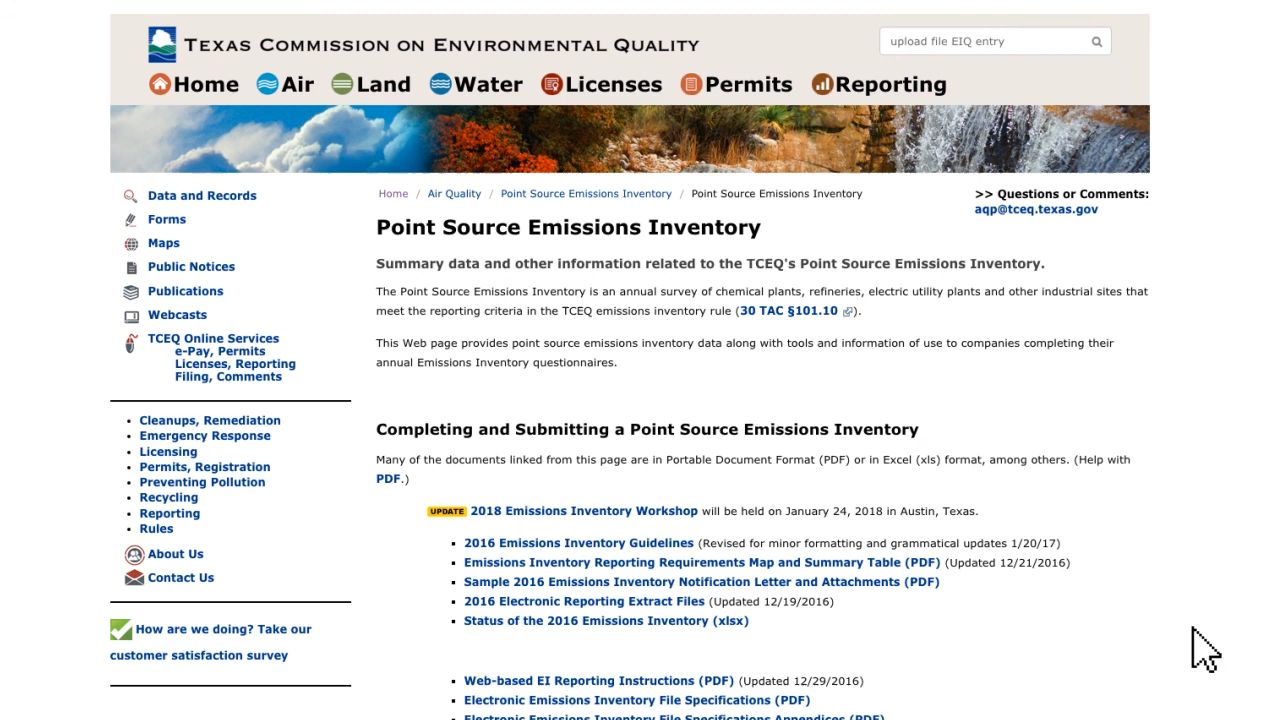 TEXAS COMMISSION ON ENVIRONMENTAL QUALITY
upload file EIQ entry
Home Air Land Water Licenses Permits Reporting
Data and Records
Forms
Maps
Public Notices
Publications
Webcasts
TCEQ Online Services
e-Pay, Permits
Licenses, Reporting
Filing, Comments
Cleanups, Remediation
Emergency Response
Licensing
Permits, Registration
Preventing Pollution
Recycling
Reporting
Rules
About Us
Contact Us
How are we doing? Take our
customer satisfaction survey
Home / Air Quality / Point Source Emissions Inventory / Point Source Emissions Inventory
>> Questions or Comments:
aqp@tceq.texas.gov
Point Source Emissions Inventory
Summary data and other information related to the TCEQ's Point Source Emissions Inventory.
The Point Source Emissions Inventory is an annual survey of chemical plants, refineries, electric utility plants and other industrial sites that
meet the reporting criteria in the TCEQ emissions inventory rule (30 TAC §101.10 ).
This Web page provides point source emissions inventory data along with tools and information of use to companies completing their
annual Emissions Inventory questionnaires.
Completing and Submitting a Point Source Emissions Inventory
Many of the documents linked from this page are in Portable Document Format (PDF) or in Excel (xls) format, among others. (Help with
PDF.)
UPDATE 2018 Emissions Inventory Workshop will be held on January 24, 2018 in Austin, Texas.
2016 Emissions Inventory Guidelines (Revised for minor formatting and grammatical updates 1/20/17)
Emissions Inventory Reporting Requirements Map and Summary Table (PDF) (Updated 12/21/2016)
Sample 2016 Emissions Inventory Notification Letter and Attachments (PDF)
2016 Electronic Reporting Extract Files (Updated 12/19/2016)
Status of the 2016 Emissions Inventory (xlsx)
Web-based EI Reporting Instructions (PDF) (Updated 12/29/2016)
Electronic Emissions Inventory File Specifications (PDF)
Electronic Emissions Inventory File Specifications Appendices (PDF)